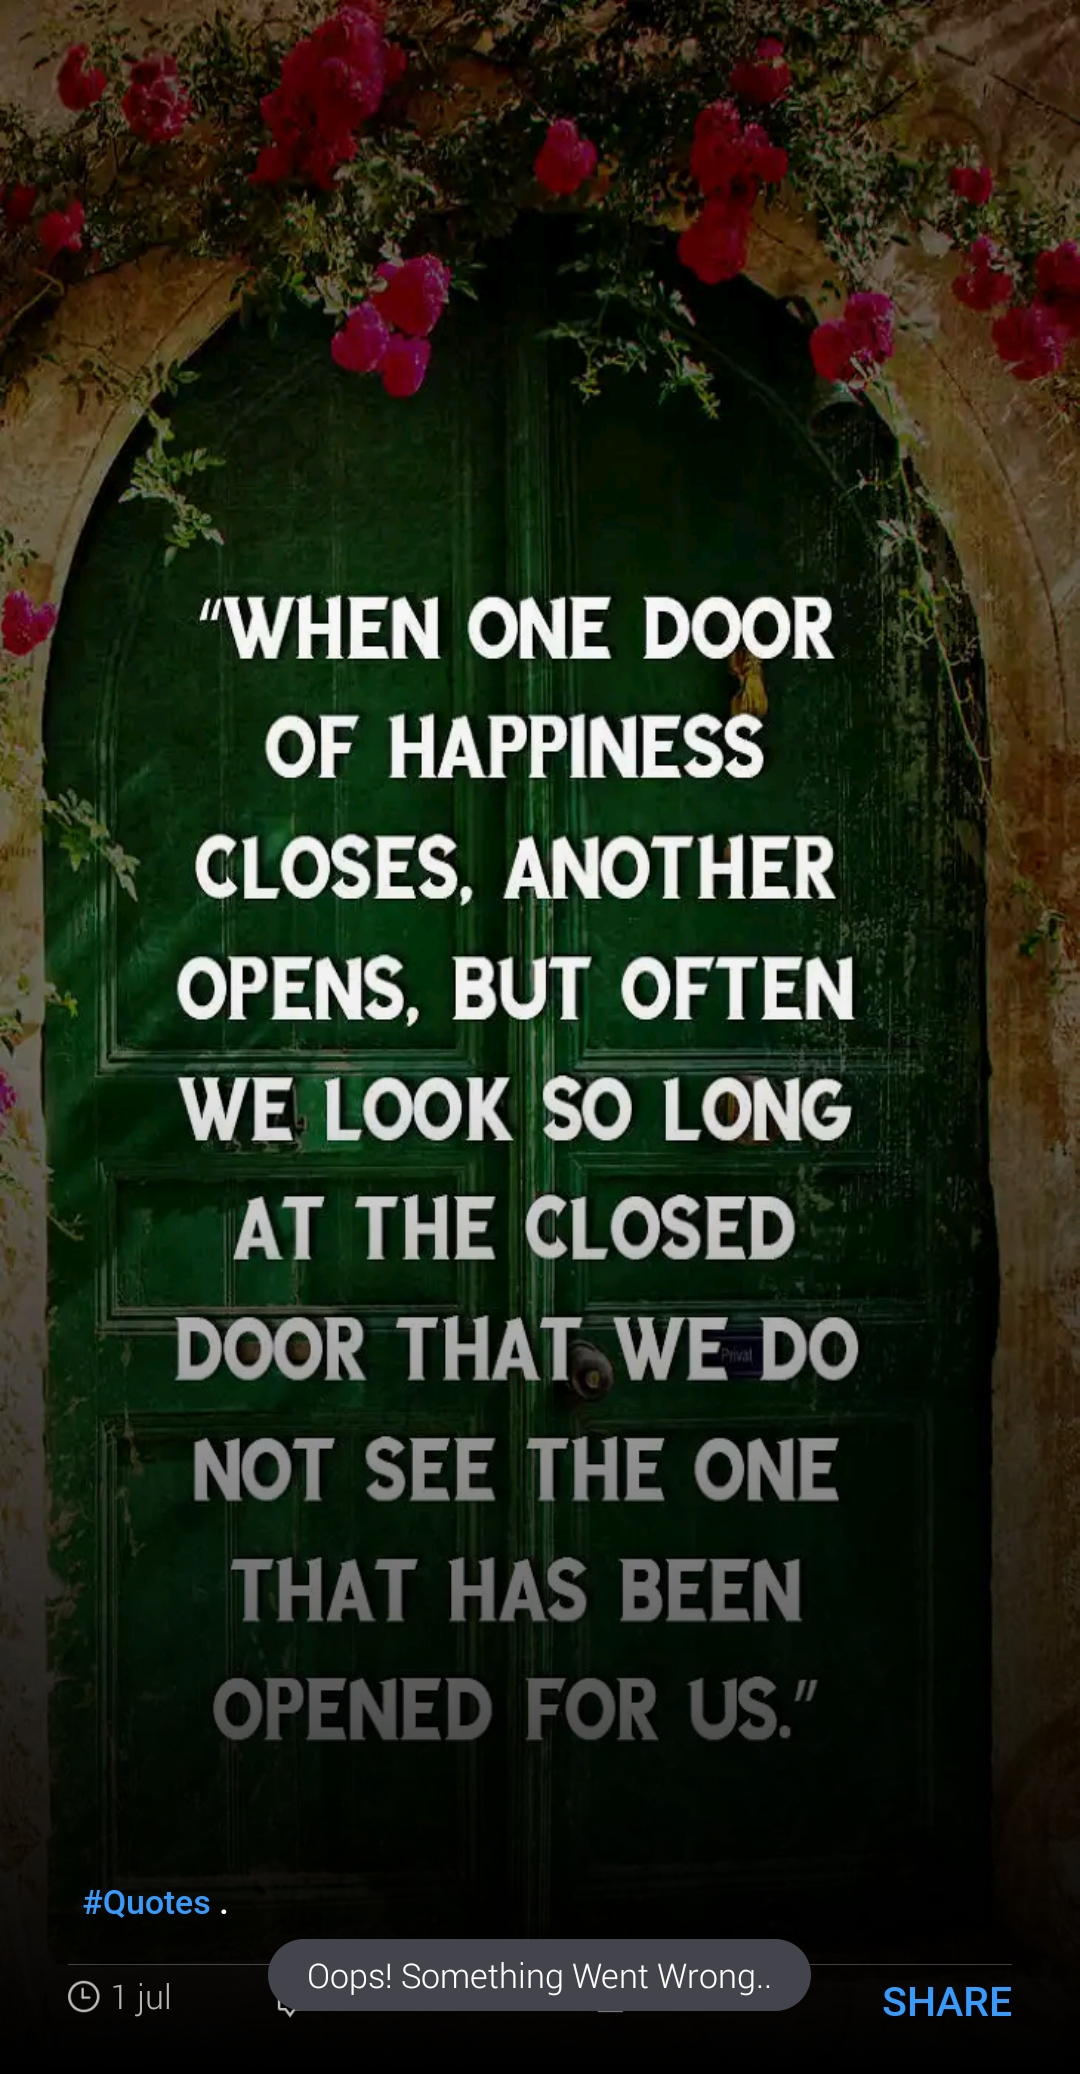 “WHEN ONE DOOR
OF HAPPINESS
CLOSES, ANOTHER
OPENS, BUT OFTEN
WE LOOK SO LONG
AT THE CLOSED
DOOR THAT WE DO
Privat
NOT SEE THE ONE
THAT HAS BEEN
OPENED FOR US.”
#Quotes .
Oops! Something Went Wrong..
1 jul
SHARE